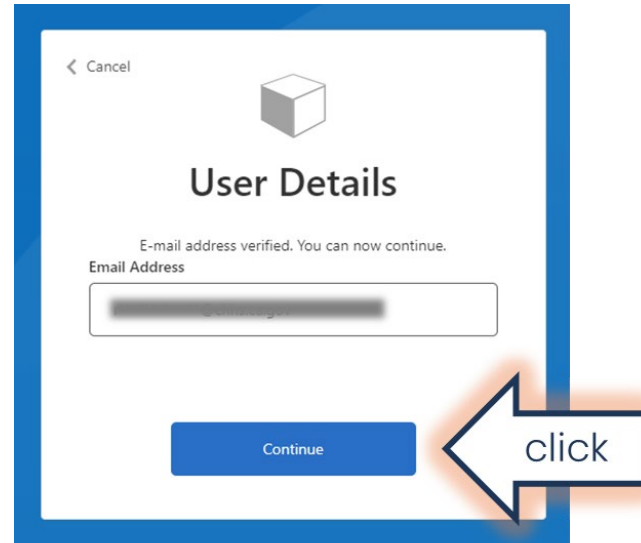 Cancel
User Details
E-mail address verified. You can now continue.
Email Address
Continue
click